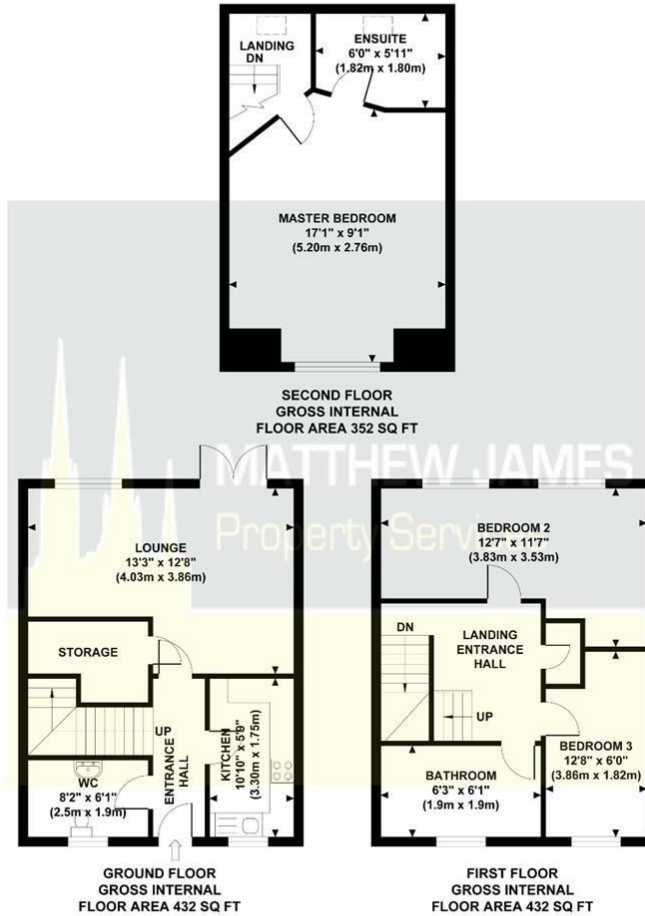 LANDING
DN
ENSUITE
6'0" x 5'11"
(1.82m x 1.80m)
MASTER BEDROOM
17'1" x 9'1"
(5.20m x 2.76m)
SECOND FLOOR
GROSS INTERNAL
FLOOR AREA 352 SQ FT
MATTHEW JAMES
Property Servi
LOUNGE
13'3" x 12'8"
(4.03m x 3.86m)
STORAGE
UP
ENTRANCE
HALL
KITCHEN
10'10" x 5'9"
(3.30m x 1.75m)
WC
8'2" x 6'1"
(2.5m x 1.9m)
GROUND FLOOR
GROSS INTERNAL
FLOOR AREA 432 SQ FT
BEDROOM 2
12'7" x 11'7"
(3.83m x 3.53m)
DN
LANDING
ENTRANCE
HALL
UP
BEDROOM 3
12'8" x 6'0"
(3.86m x 1.82m)
BATHROOM
6'3" x 6'1"
(1.9m x 1.9m)
FIRST FLOOR
GROSS INTERNAL
FLOOR AREA 432 SQ FT